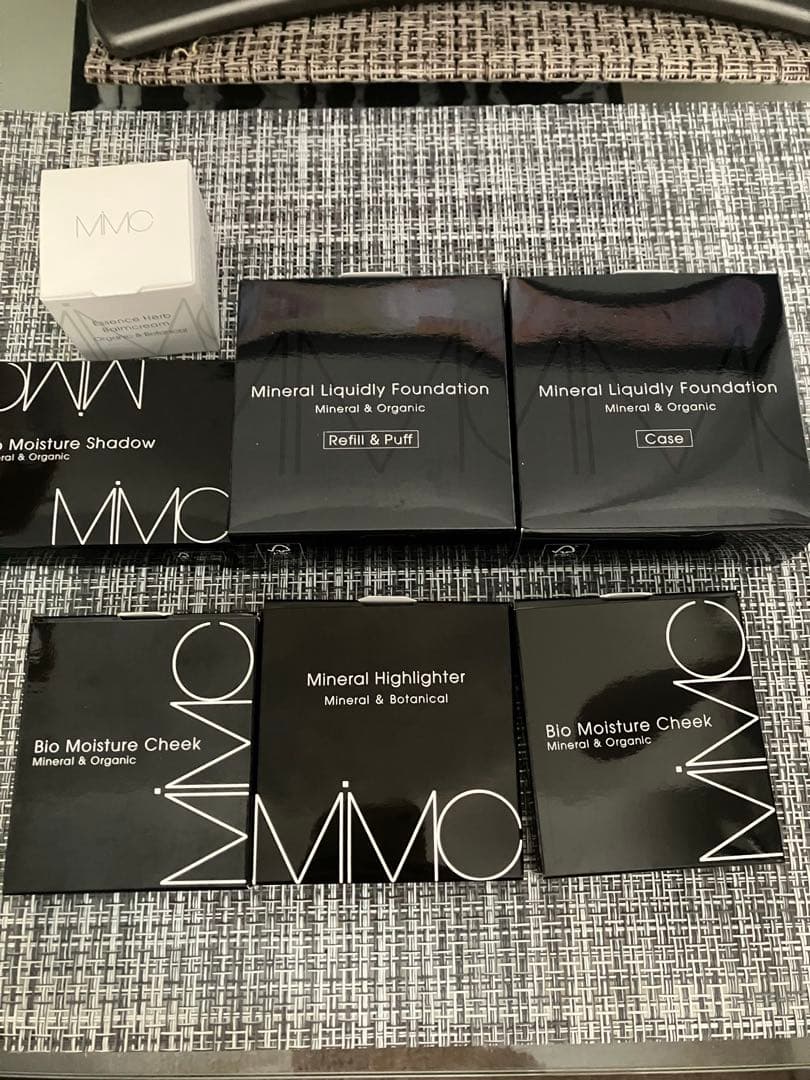 MiMC
Essence Herb
Balmcream
Organic & Botanical
MiMC
Moisture Shadow
& Organic
MiMC
Mineral Liquidly Foundation
Mineral & Organic
Refill & Puff
Mineral Liquidly Foundation
Mineral & Organic
Case
Bio Moisture Cheek
Mineral & Organic
MiMC
Mineral Highlighter
Mineral & Botanical
MiMC
Bio Moisture Cheek
Mineral & Organic
MiMC